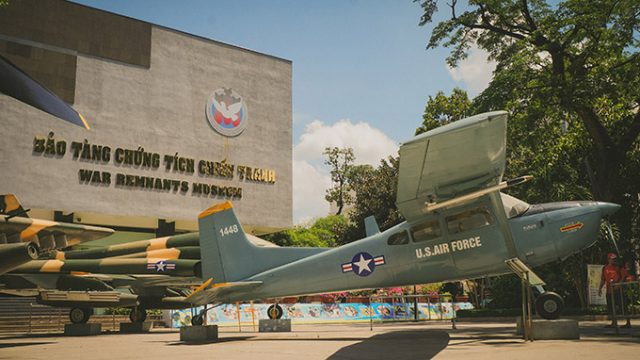 BẢO TÀNG CHỨNG TÍCH CHIẾN TRANH
WAR REMNANTS MUSEUM
1448
U.S. AIR FORCE